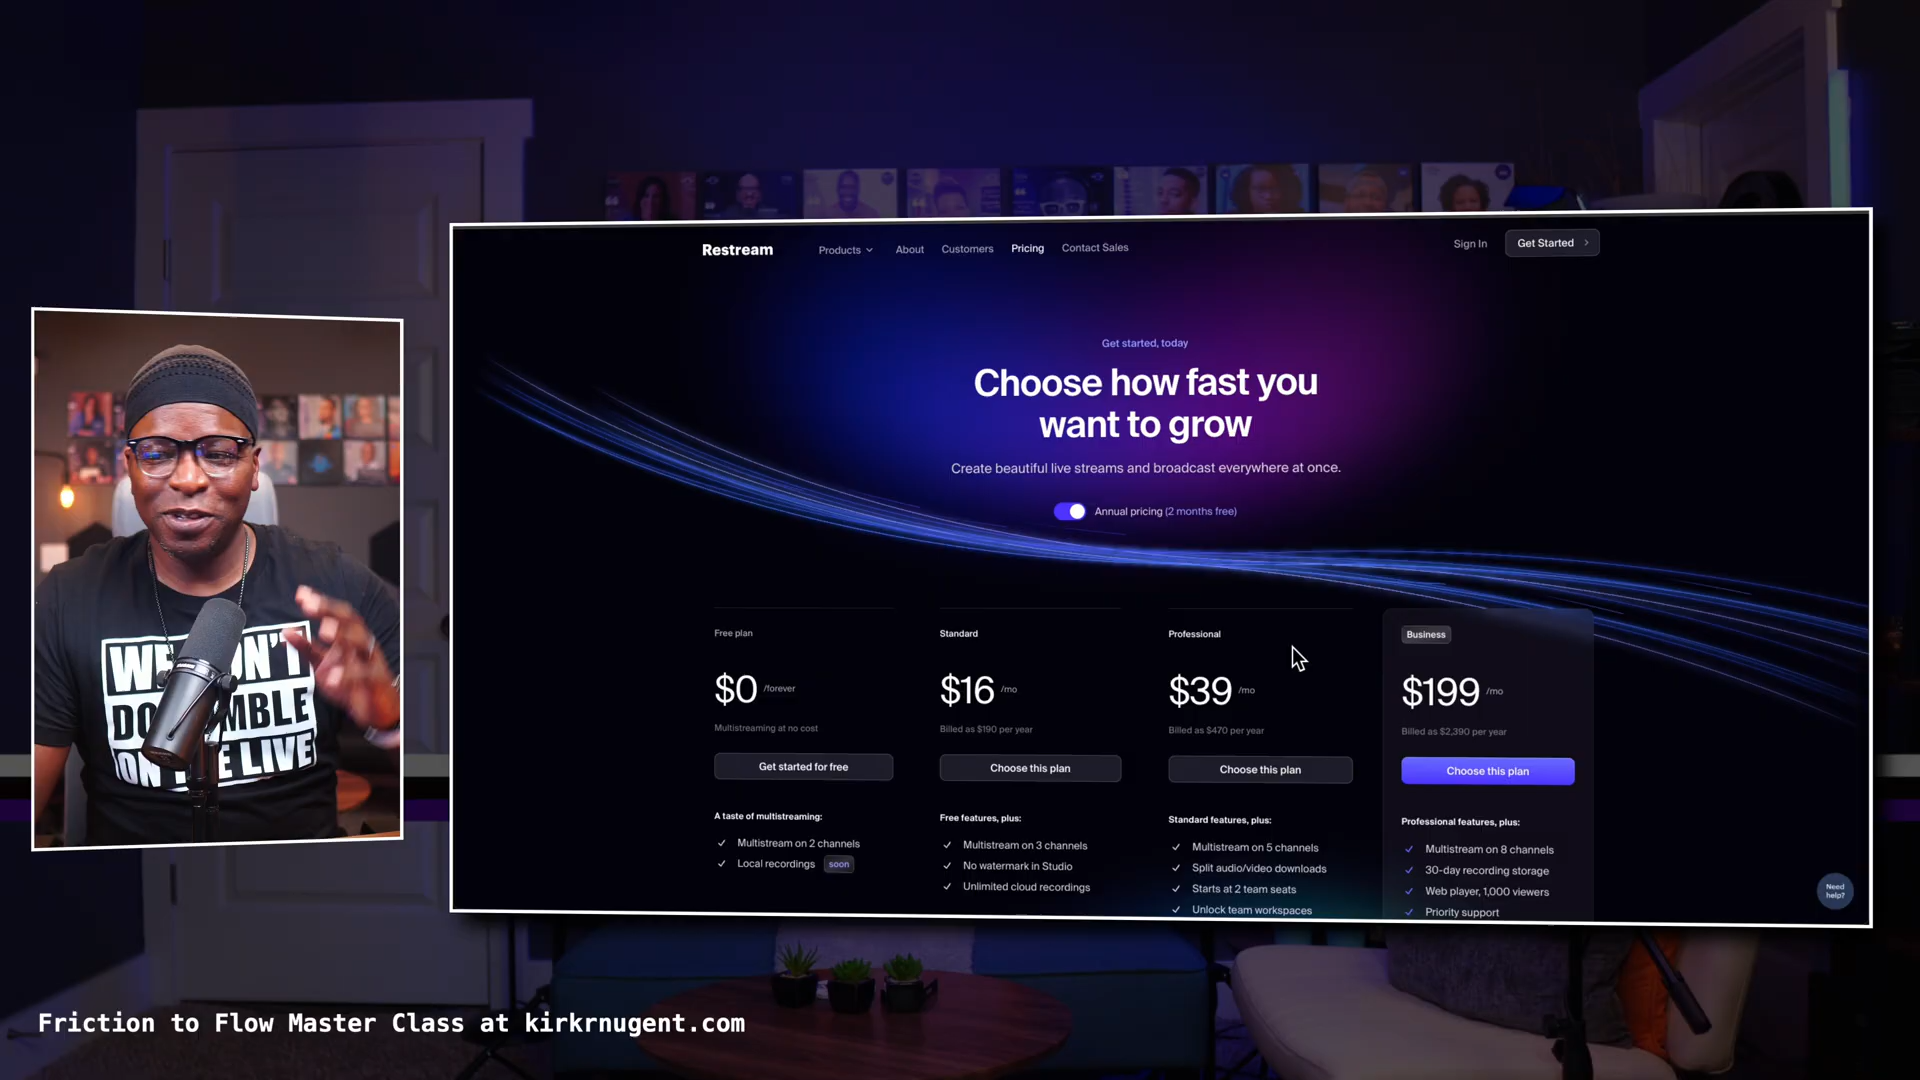 Restream
Products
About
Customers
Pricing
Contact Sales
Sign In
Get Started
Get started, today
Choose how fast you
want to grow
Create beautiful live streams and broadcast everywhere at once.
Annual pricing (2 months free)
Free plan
$0 /forever
Multistreaming at no cost
Get started for free
A taste of multistreaming:
Multistream on 2 channels
Local recordings soon
Standard
$16 /mo
Billed as $190 per year
Choose this plan
Free features, plus:
Multistream on 3 channels
No watermark in Studio
Unlimited cloud recordings
Professional
$39 /mo
Billed as $470 per year
Choose this plan
Standard features, plus:
Multistream on 5 channels
Split audio/video downloads
Starts at 2 team seats
Unlock team workspaces
Business
$199 /mo
Billed as $2,390 per year
Choose this plan
Professional features, plus:
Multistream on 8 channels
30-day recording storage
Web player, 1,000 viewers
Priority support
Need
help?
WE
LIVE
Friction to Flow Master Class at kirkrnugent.com